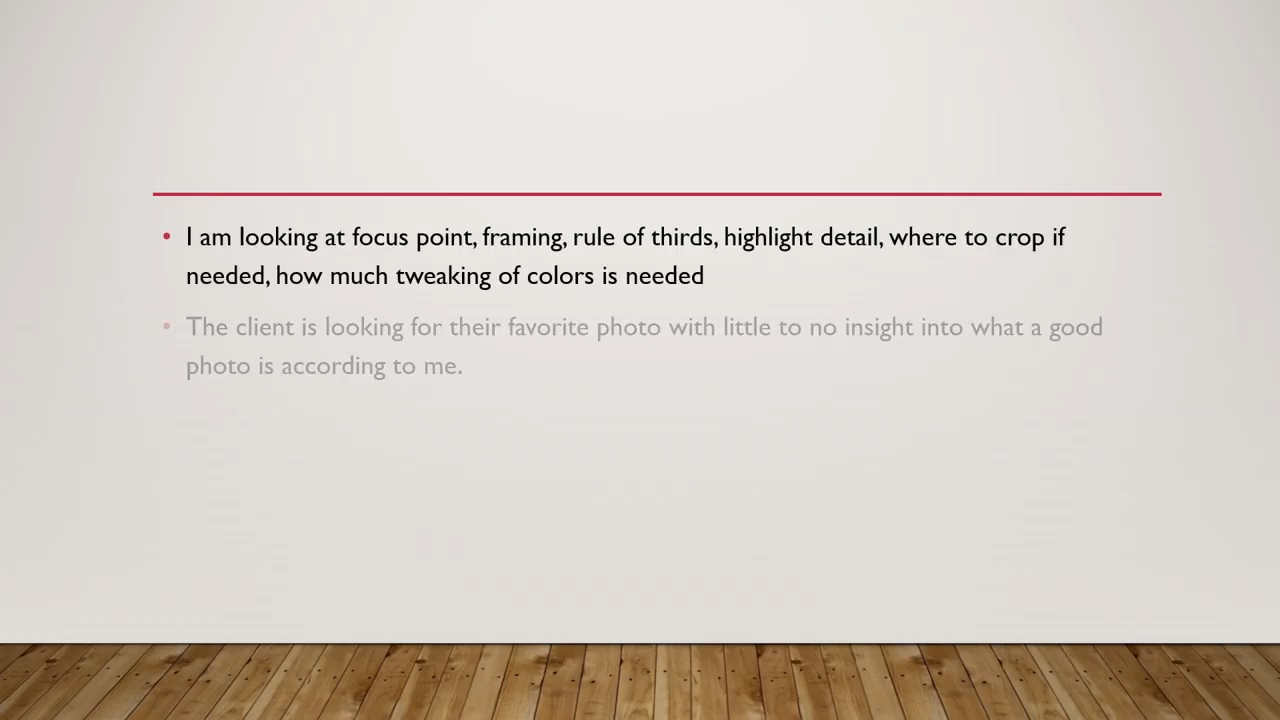 • I am looking at focus point, framing, rule of thirds, highlight detail, where to crop if
needed, how much tweaking of colors is needed
• The client is looking for their favorite photo with little to no insight into what a good
photo is according to me.